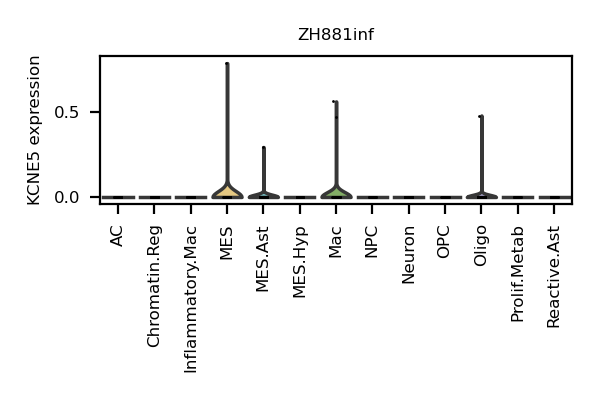 ZH881inf
KCNE5 expression
0.5
0.0
AC
Chromatin.Reg
Inflammatory.Mac
MES
MES.Ast
MES.Hyp
Mac
NPC
Neuron
OPC
Oligo
Prolif.Metab
Reactive.Ast